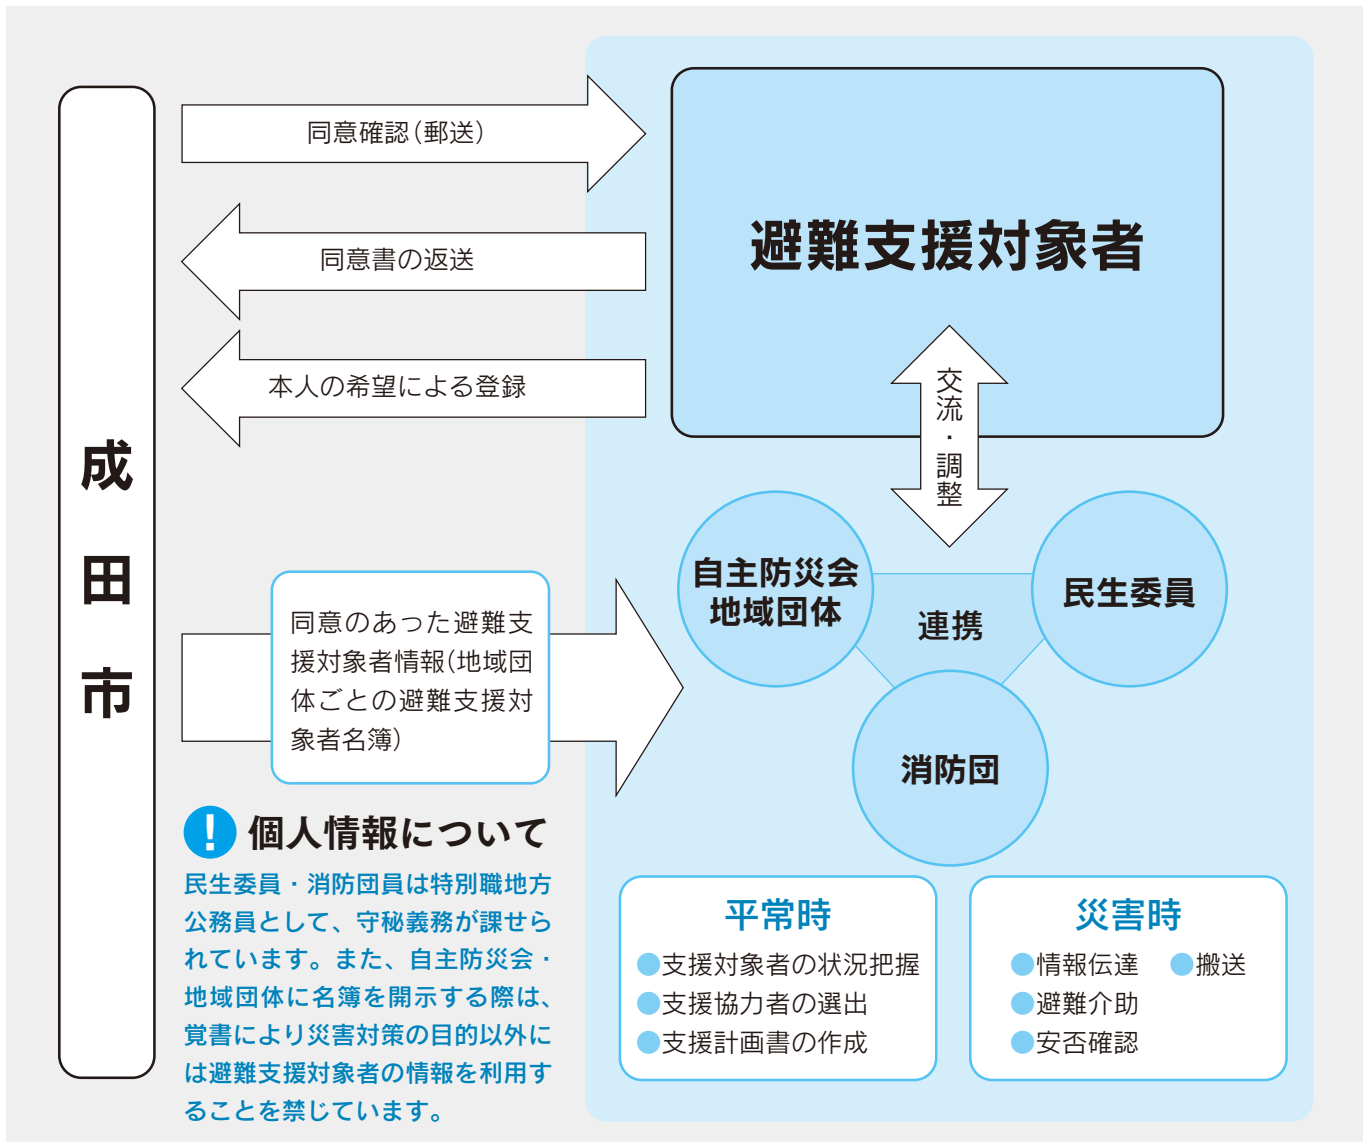 成田市
同意確認（郵送）
同意書の返送
本人の希望による登録
避難支援対象者
交流・調整
自主防災会
地域団体
連携
民生委員
消防団
同意のあった避難支
援対象者情報（地域団
体ごとの避難支援対
象者名簿）
! 個人情報について
民生委員・消防団員は特別職地方
公務員として、守秘義務が課せら
れています。また、自主防災会・
地域団体に名簿を開示する際は、
覚書により災害対策の目的以外に
は避難支援対象者の情報を利用す
ることを禁じています。
平常時
●支援対象者の状況把握
●支援協力者の選出
●支援計画書の作成
災害時
●情報伝達 ●搬送
●避難介助
●安否確認